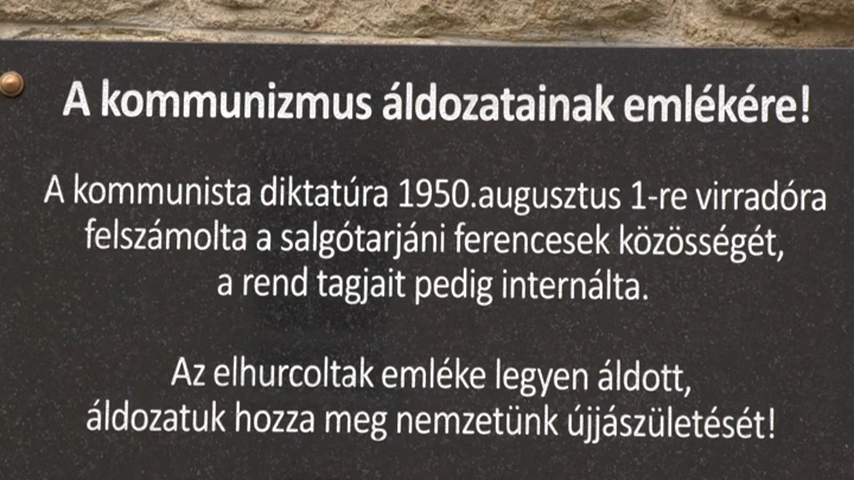 A kommunizmus áldozatainak emlékére!
A kommunista diktatúra 1950.augusztus 1-re virradóra
felszámolta a salgótarjáni ferencesek közösségét,
a rend tagjait pedig internálta.
Az elhurcoltak emléke legyen áldott,
áldozatuk hozza meg nemzetünk újjászületését!